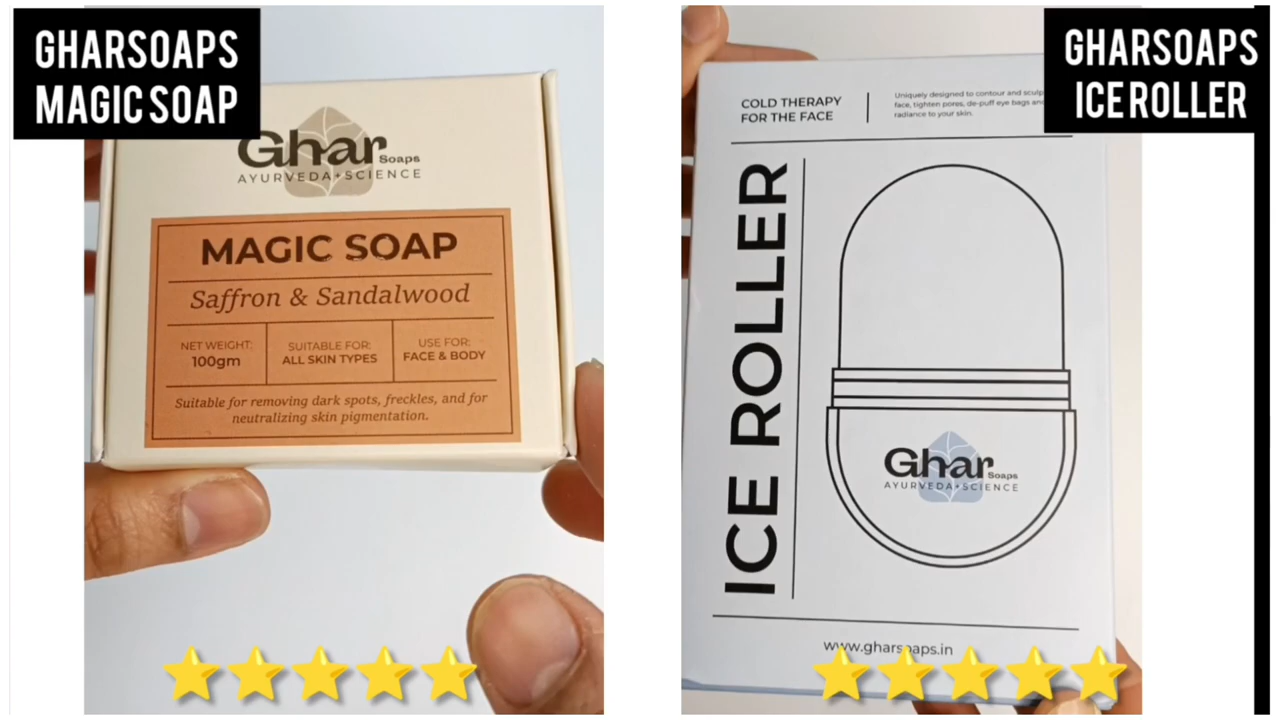 GHARSOAPS
MAGIC SOAP
Ghar Soaps
AYURVEDA+SCIENCE
MAGIC SOAP
Saffron & Sandalwood
NET WEIGHT:
100gm
SUITABLE FOR:
ALL SKIN TYPES
USE FOR:
FACE & BODY
Suitable for removing dark spots, freckles, and for
neutralizing skin pigmentation.
GHARSOAPS
ICE ROLLER
COLD THERAPY
FOR THE FACE
Uniquely designed to contour and
face, tighten pores, de-puff eye bags
radiance to your skin.
ICE ROLLER
Ghar Soaps
AYURVEDA+SCIENCE
www.gharsoaps.in